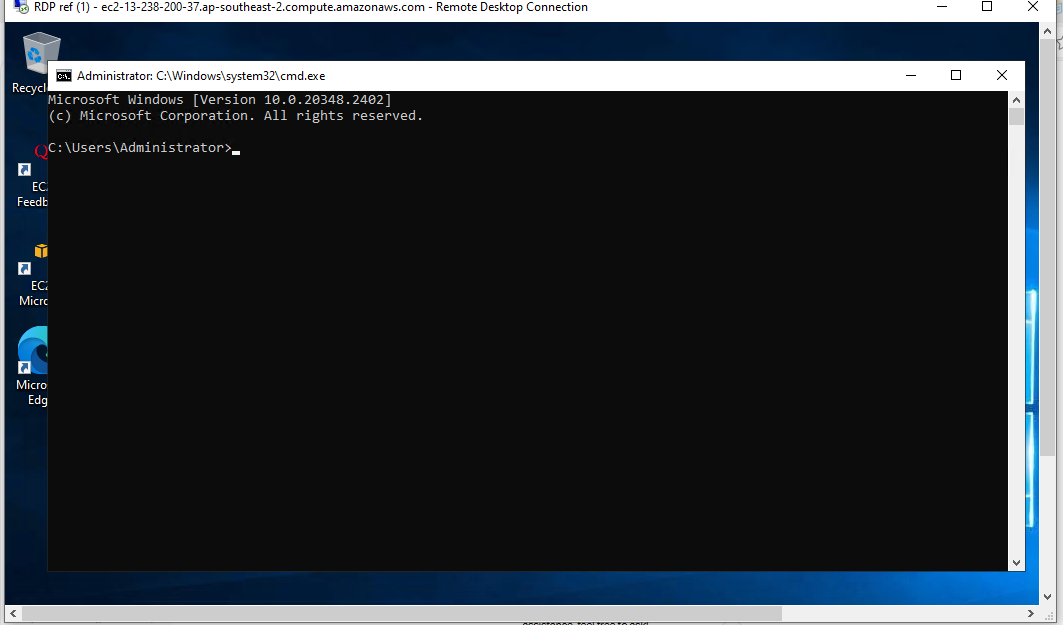 RDP ref (1) - ec2-13-238-200-37.ap-southeast-2.compute.amazonaws.com - Remote Desktop Connection
Recycl
Administrator: C:\Windows\system32\cmd.exe
Microsoft Windows [Version 10.0.20348.2402]
(c) Microsoft Corporation. All rights reserved.
C:\Users\Administrator>
EC2
Feedb
EC2
Micro
Micro
Edg